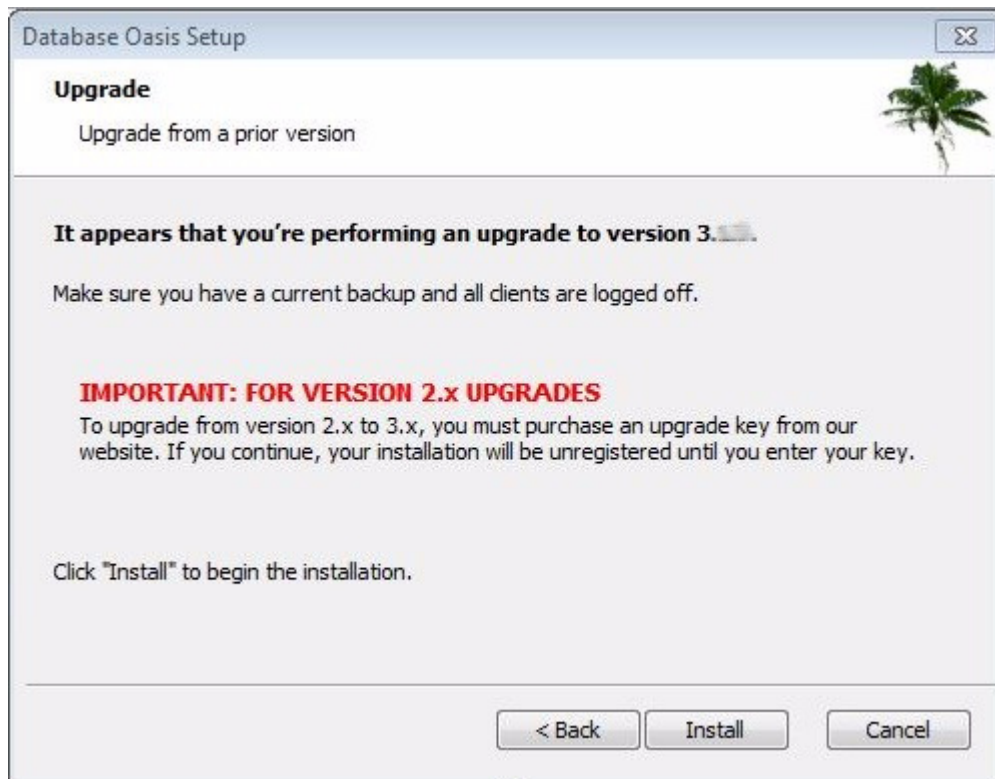 Database Oasis Setup
Upgrade
Upgrade from a prior version
It appears that you're performing an upgrade to version 3.
Make sure you have a current backup and all clients are logged off.
IMPORTANT: FOR VERSION 2.x UPGRADES
To upgrade from version 2.x to 3.x, you must purchase an upgrade key from our
website. If you continue, your installation will be unregistered until you enter your key.
Click "Install" to begin the installation.
< Back Install Cancel